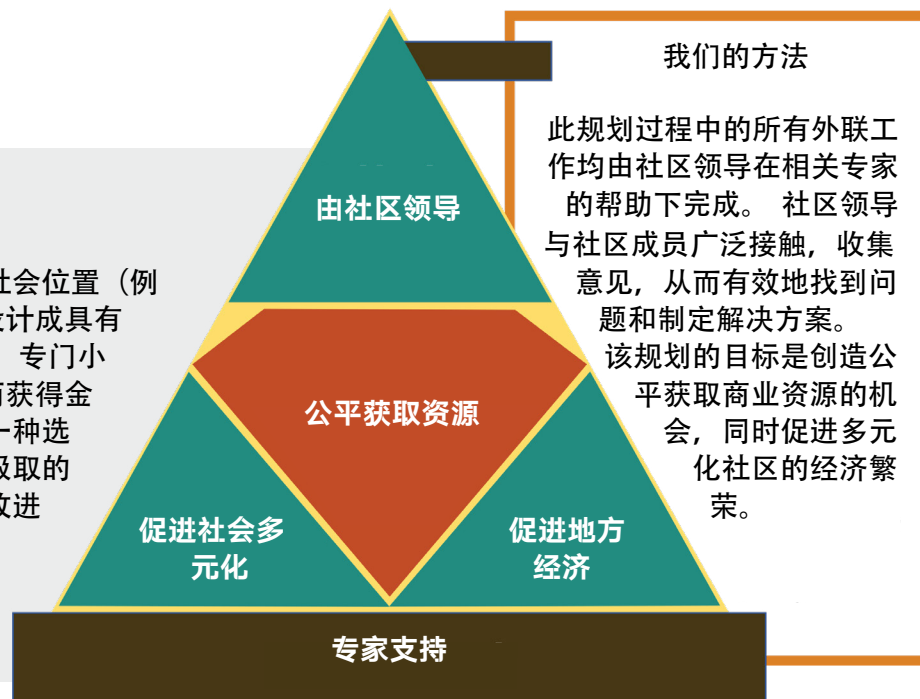 我们的方法
此规划过程中的所有外联工
作均由社区领导在相关专家
的帮助下完成。 社区领导
与社区成员广泛接触，收集
意见，从而有效地找到问
题和制定解决方案。
该规划的目标是创造公
平获取商业资源的机
会，同时促进多元
化社区的经济繁
荣。
由社区领导
公平获取资源
促进社会多
元化
促进地方
经济
专家支持
社会位置（例
设计成具有
专门小
有获得金
一种选
吸取的
改进